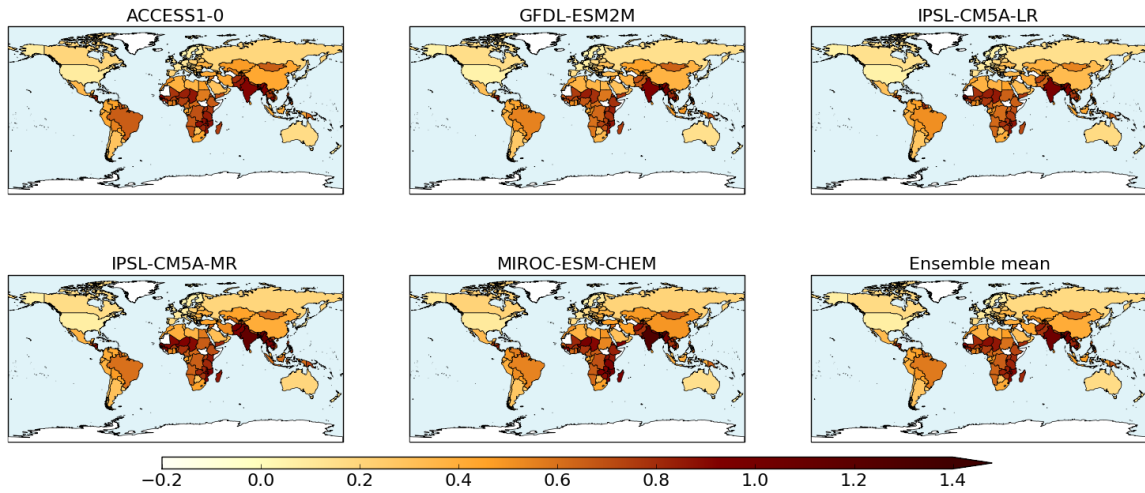 ACCESS1-0
GFDL-ESM2M
IPSL-CM5A-LR
IPSL-CM5A-MR
MIROC-ESM-CHEM
Ensemble mean
−0.2 0.0 0.2 0.4 0.6 0.8 1.0 1.2 1.4